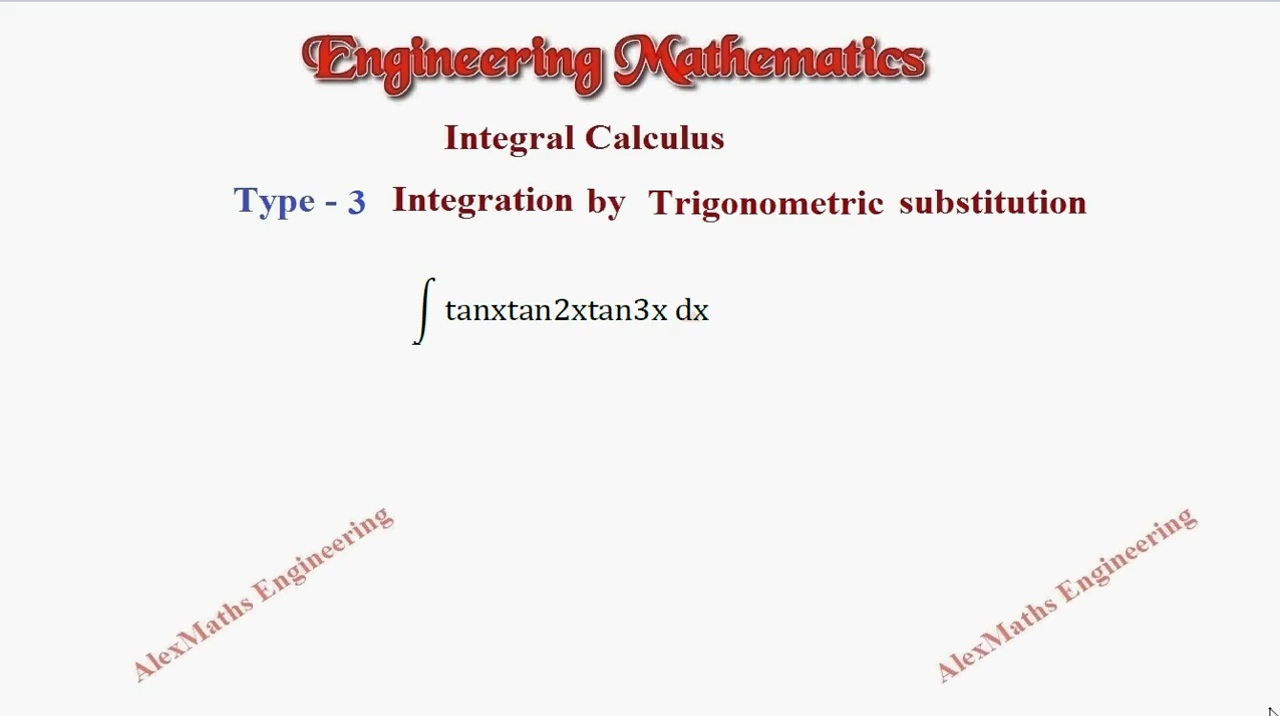 Engineering Mathematics
Integral Calculus
Type - 3 Integration by Trigonometric substitution
∫ tanxtan2xtan3x dx
AlexMaths Engineering
AlexMaths Engineering